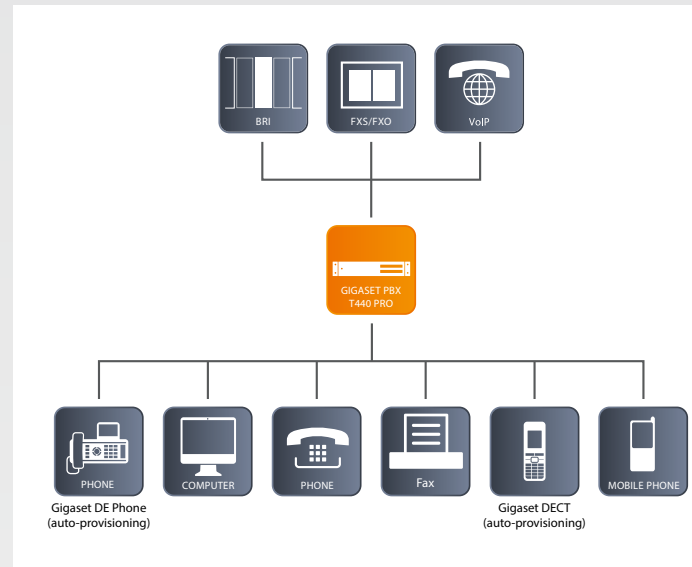 BRI
FXS/FXO
VoIP
GIGASET PBX
T440 PRO
PHONE
COMPUTER
PHONE
Fax
MOBILE PHONE
Gigaset DE Phone
(auto-provisioning)
Gigaset DECT
(auto-provisioning)